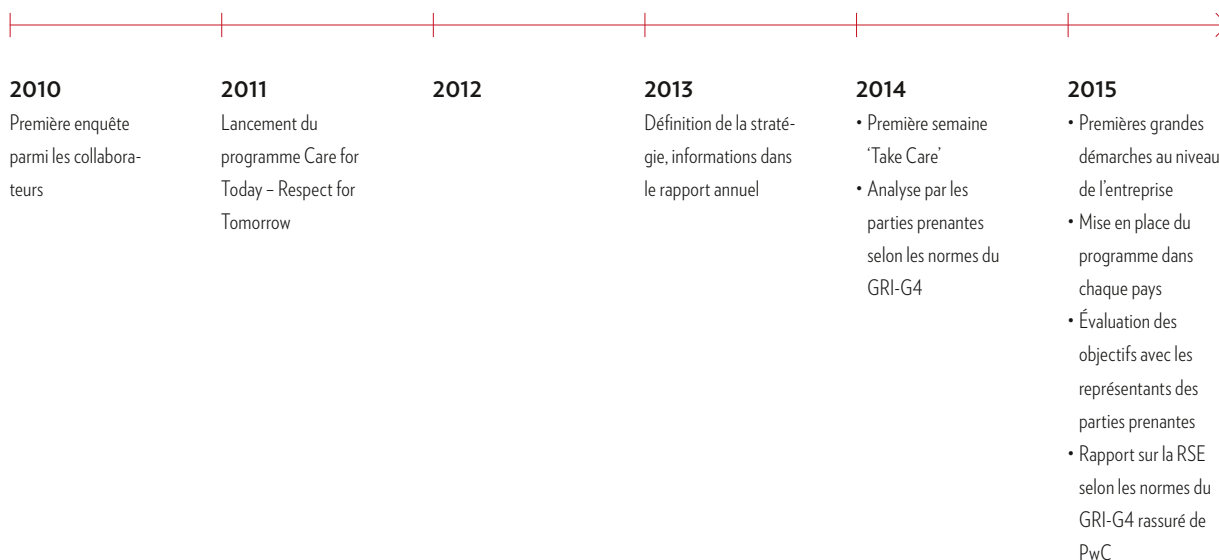 2010
Première enquête
parmi les collabora-
teurs
2011
Lancement du
programme Care for
Today – Respect for
Tomorrow
2012
2013
Définition de la straté-
gie, informations dans
le rapport annuel
2014
• Première semaine
‘Take Care’
• Analyse par les
parties prenantes
selon les normes du
GRI-G4
2015
• Premières grandes
démarches au niveau
de l’entreprise
• Mise en place du
programme dans
chaque pays
• Évaluation des
objectifs avec les
représentants des
parties prenantes
• Rapport sur la RSE
selon les normes du
GRI-G4 rassuré de
PwC